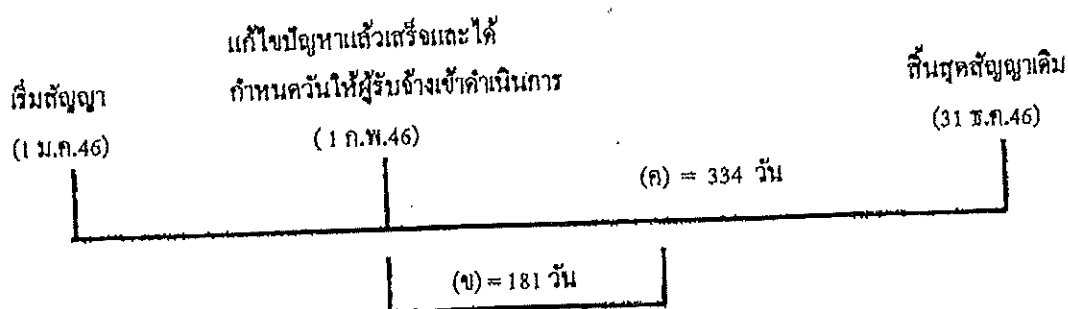 แก้ไขปัญหาแล้วเสร็จและได้
เริ่มสัญญา
กำหนดวันให้ผู้รับจ้างเข้าดำเนินการ
สิ้นสุดสัญญาเดิม
(1 ม.ค.46)
(1 ก.พ.46)
(31 ธ.ค.46)
(ค) = 334 วัน
(ข) = 181 วัน